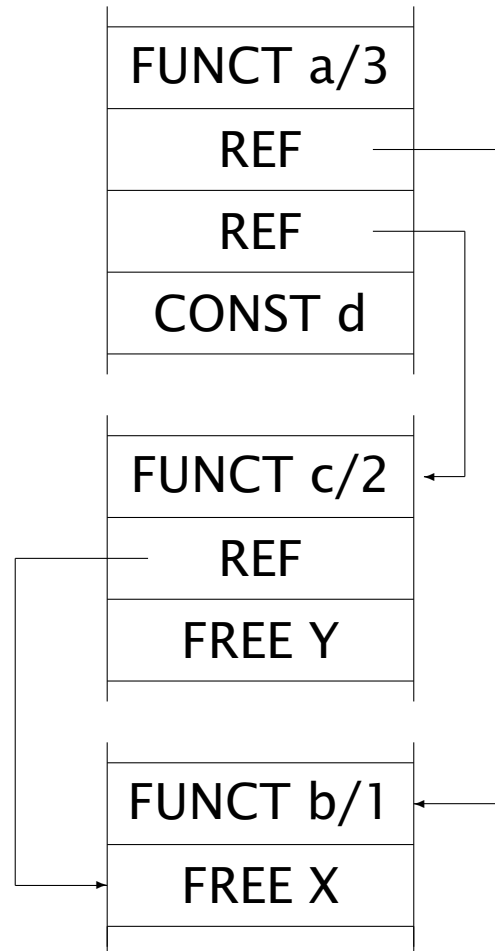 FUNCT a/3
REF
REF
CONST d
FUNCT c/2
REF
FREE Y
FUNCT b/1
FREE X